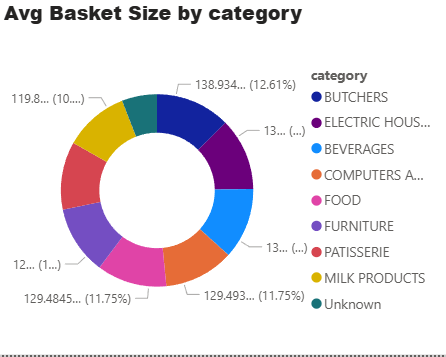 Avg Basket Size by category
138.934... (12.61%)
13... (...)
13... (...)
129.493... (11.75%)
129.4845... (11.75%)
12... (1...)
119.8... (10....)
category
BUTCHERS
ELECTRIC HOUS...
BEVERAGES
COMPUTERS A...
FOOD
FURNITURE
PATISSERIE
MILK PRODUCTS
Unknown